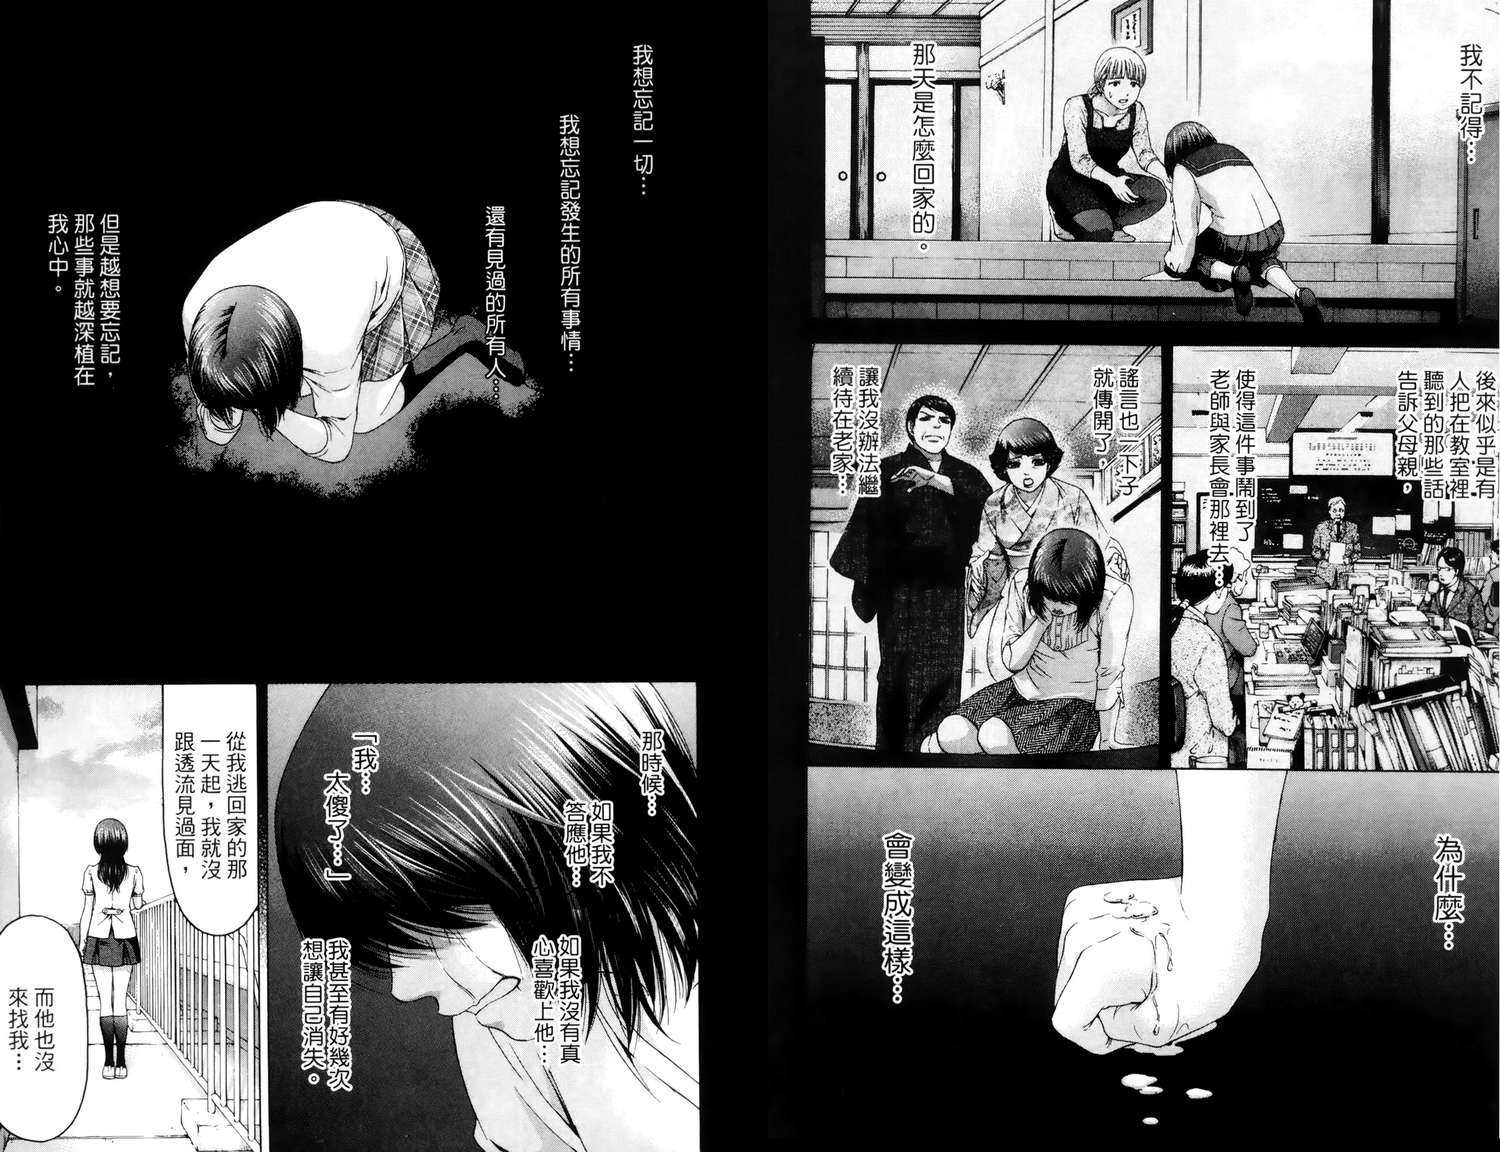 我不記得…
那天是怎麼回家的。
後來似乎是有
人把在教室裡
聽到的那些話
告訴父母親，
使得這件事鬧到了
老師與家長會那裡去…
謠言也一下子
就傳開了，
讓我沒辦法繼
續待在老家…
為什麼…
會變成這樣…
我想忘記一切…
我想忘記發生的所有事情…
還有見過的所有人…
但是越想要忘記，
那些事就越深植在
我心中。
那時候…
如果我不
答應他…
如果我沒有真
心喜歡上他…
「我…
太傻了…」
我甚至有好幾次
想讓自己消失。
從我逃回家的那
一天起，我就沒
跟透流見過面，
而他也沒
來找我…